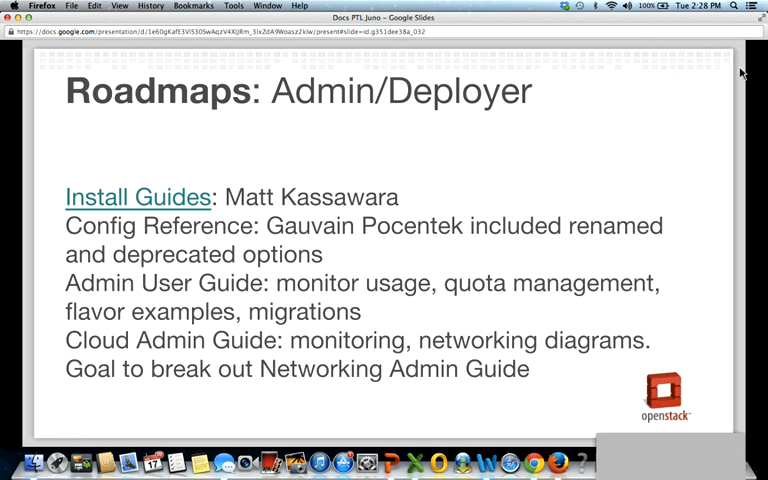 Firefox File Edit View History Bookmarks Tools Window Help 100% Tue 2:28 PM
Docs PTL Juno - Google Slides
Roadmaps: Admin/Deployer
Install Guides: Matt Kassawara
Config Reference: Gauvain Pocentek included renamed
and deprecated options
Admin User Guide: monitor usage, quota management,
flavor examples, migrations
Cloud Admin Guide: monitoring, networking diagrams.
Goal to break out Networking Admin Guide
openstack
17